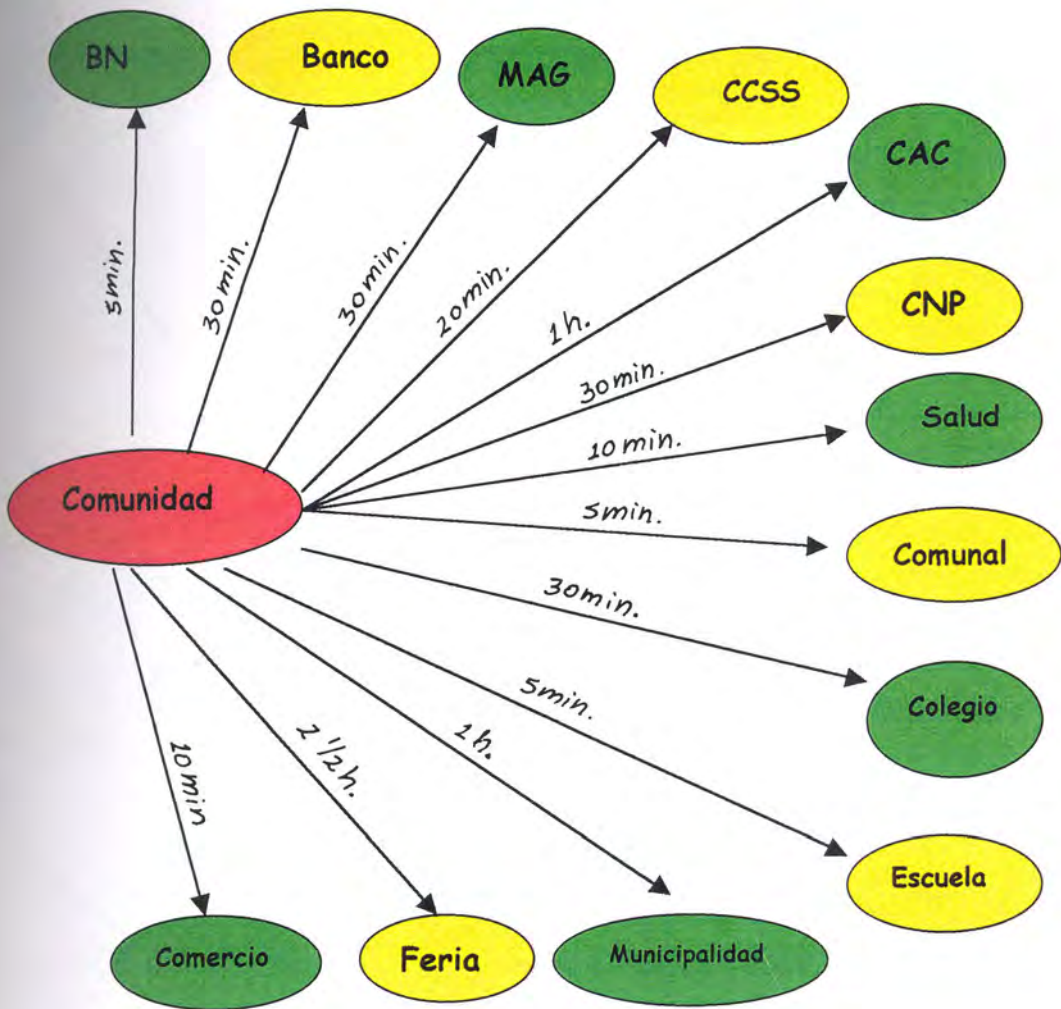 BN
Banco
MAG
CCSS
CAC
CNP
Salud
Comunal
Colegio
Escuela
Municipalidad
Feria
Comercio
Comunidad
5min.
30min.
30min.
20min.
1h.
30min.
10min.
5min.
30min.
5min.
1h.
2 1/2h.
10min